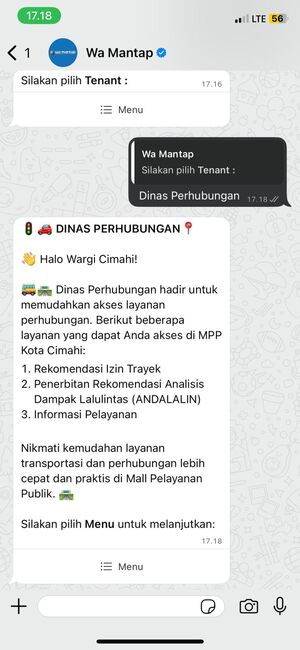 17.18
LTE 56
1
WA MANTAP
Wa Mantap
Silakan pilih Tenant :
17.16
Menu
Wa Mantap
Silakan pilih Tenant :
Dinas Perhubungan 17.18
🚦🚗 DINAS PERHUBUNGAN📍
👋 Halo Wargi Cimahi!
🚌🛣️ Dinas Perhubungan hadir untuk
memudahkan akses layanan
perhubungan. Berikut beberapa
layanan yang dapat Anda akses di MPP
Kota Cimahi:
1. Rekomendasi Izin Trayek
2. Penerbitan Rekomendasi Analisis
Dampak Lalulintas (ANDALALIN)
3. Informasi Pelayanan
Nikmati kemudahan layanan
transportasi dan perhubungan lebih
cepat dan praktis di Mall Pelayanan
Publik. 🛣️
Silakan pilih Menu untuk melanjutkan:
17.18
Menu